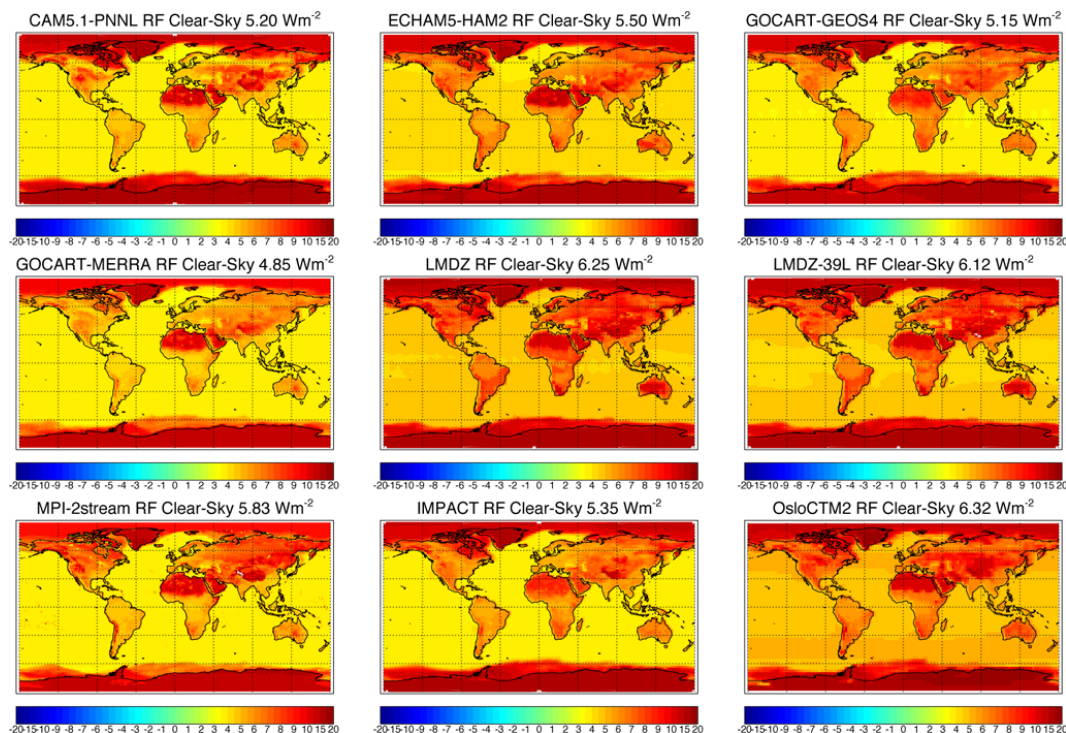 CAM5.1-PNNL RF Clear-Sky 5.20 Wm-2
ECHAM5-HAM2 RF Clear-Sky 5.50 Wm-2
GOCART-GEOS4 RF Clear-Sky 5.15 Wm-2
-20-15-10-9 -8 -7 -6 -5 -4 -3 -2 -1 0 1 2 3 4 5 6 7 8 9 10 15 20
-20-15-10-9 -8 -7 -6 -5 -4 -3 -2 -1 0 1 2 3 4 5 6 7 8 9 10 15 20
-20-15-10-9 -8 -7 -6 -5 -4 -3 -2 -1 0 1 2 3 4 5 6 7 8 9 10 15 20
GOCART-MERRA RF Clear-Sky 4.85 Wm-2
LMDZ RF Clear-Sky 6.25 Wm-2
LMDZ-39L RF Clear-Sky 6.12 Wm-2
-20-15-10-9 -8 -7 -6 -5 -4 -3 -2 -1 0 1 2 3 4 5 6 7 8 9 10 15 20
-20-15-10-9 -8 -7 -6 -5 -4 -3 -2 -1 0 1 2 3 4 5 6 7 8 9 10 15 20
-20-15-10-9 -8 -7 -6 -5 -4 -3 -2 -1 0 1 2 3 4 5 6 7 8 9 10 15 20
MPI-2stream RF Clear-Sky 5.83 Wm-2
IMPACT RF Clear-Sky 5.35 Wm-2
OsloCTM2 RF Clear-Sky 6.32 Wm-2
-20-15-10-9 -8 -7 -6 -5 -4 -3 -2 -1 0 1 2 3 4 5 6 7 8 9 10 15 20
-20-15-10-9 -8 -7 -6 -5 -4 -3 -2 -1 0 1 2 3 4 5 6 7 8 9 10 15 20
-20-15-10-9 -8 -7 -6 -5 -4 -3 -2 -1 0 1 2 3 4 5 6 7 8 9 10 15 20